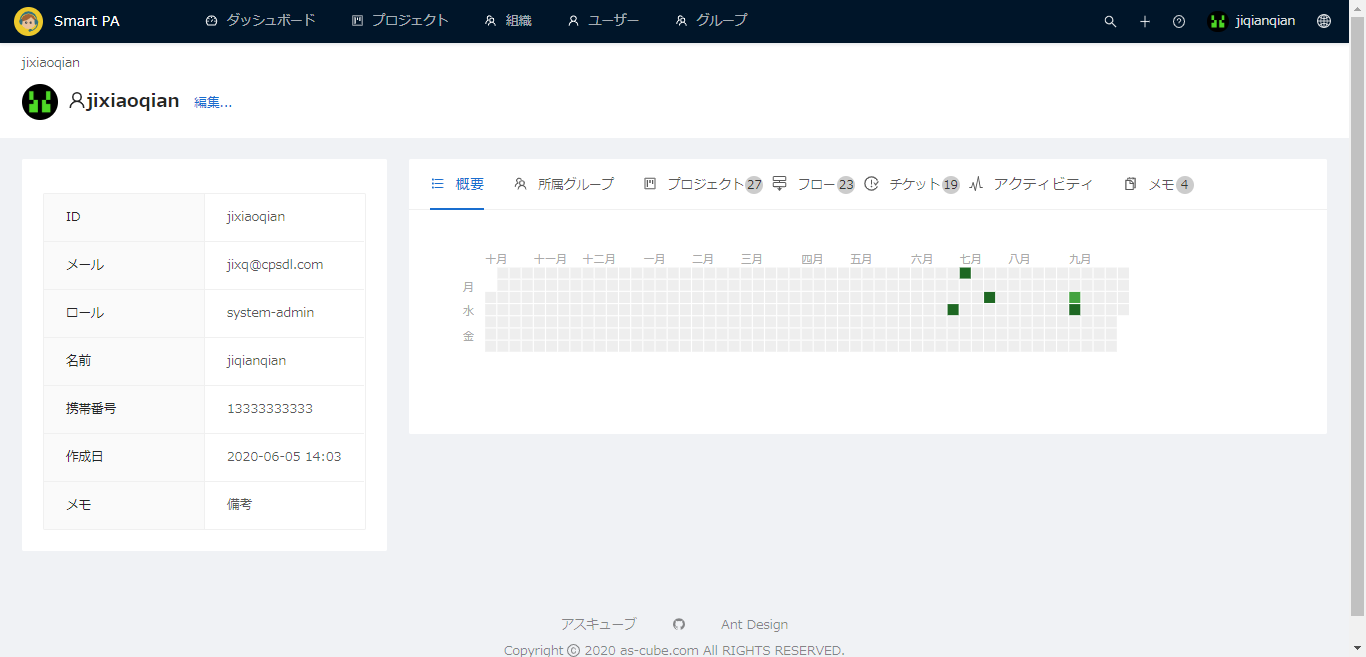 Smart PA ダッシュボード プロジェクト 組織 ユーザー グループ jiqianqian
jixiaoqian
jixiaoqian 編集...
ID jixiaoqian
メール jixq@cpsdl.com
ロール system-admin
名前 jiqianqian
携帯番号 13333333333
作成日 2020-06-05 14:03
メモ 備考
概要 所属グループ プロジェクト 27 フロー 23 チケット 19 アクティビティ メモ 4
十月 十一月 十二月 一月 二月 三月 四月 五月 六月 七月 八月 九月
月
水
金
アスキューブ Ant Design
Copyright © 2020 as-cube.com All RIGHTS RESERVED.